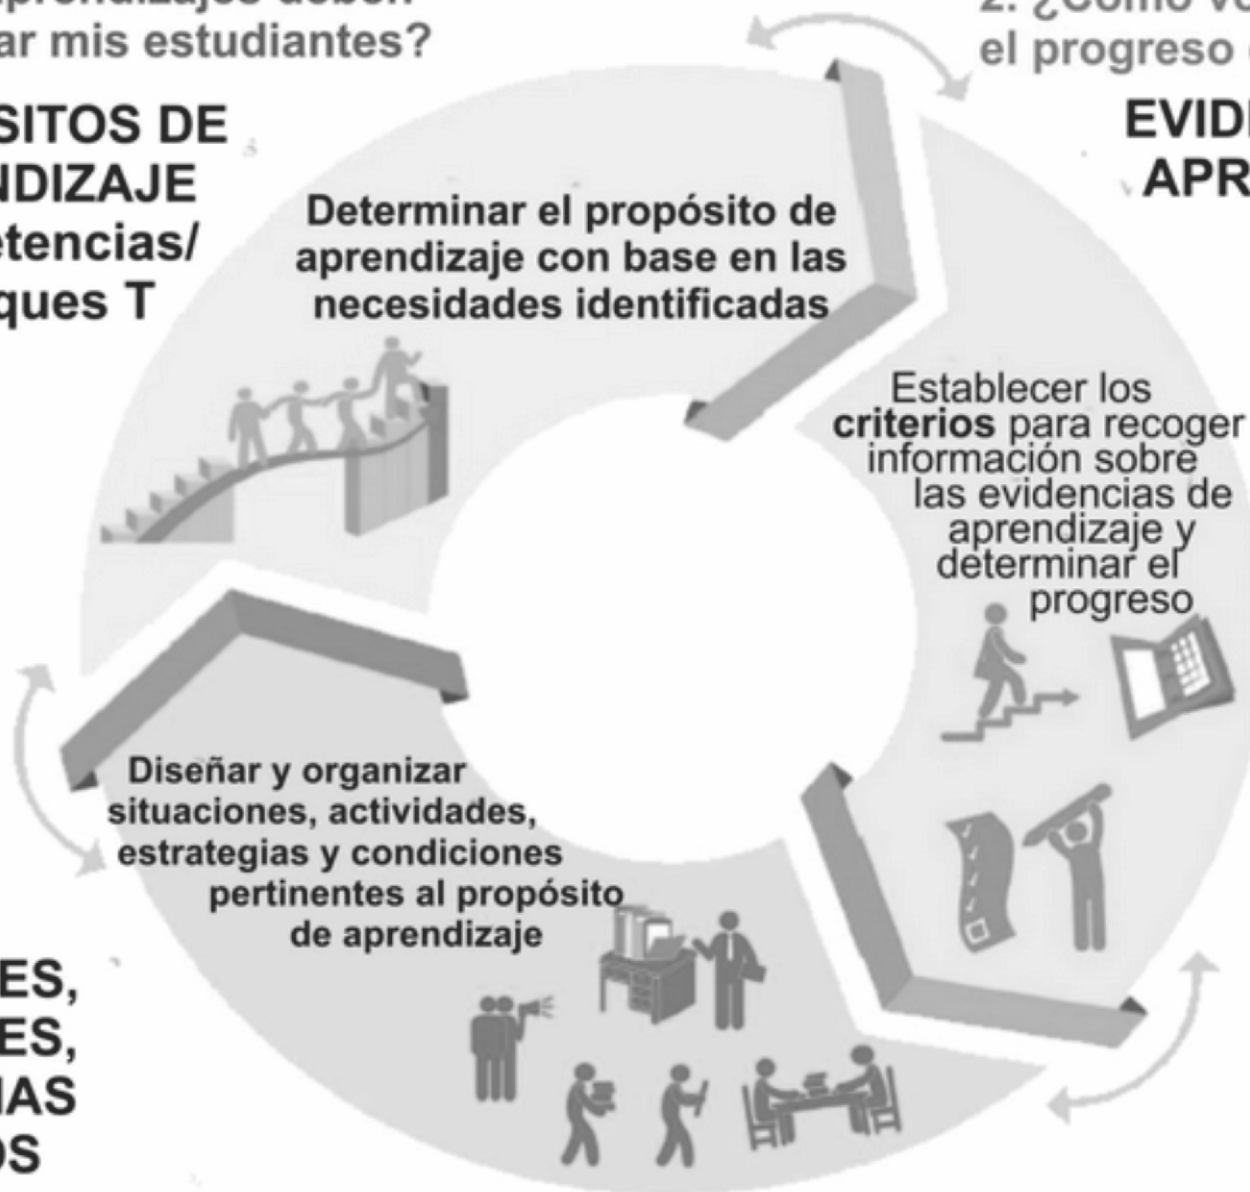 ar mis estudiantes?
SITOS DE
NDIZAJE
etencias/
ques T
2. ¿Cómo
el progreso
EVID
APR
Determinar el propósito de
aprendizaje con base en las
necesidades identificadas
Establecer los
criterios para recoger
información sobre
las evidencias de
aprendizaje y
determinar el
progreso
Diseñar y organizar
situaciones, actividades,
estrategias y condiciones
pertinentes al propósito
de aprendizaje
ES,
ES,
IAS
OS